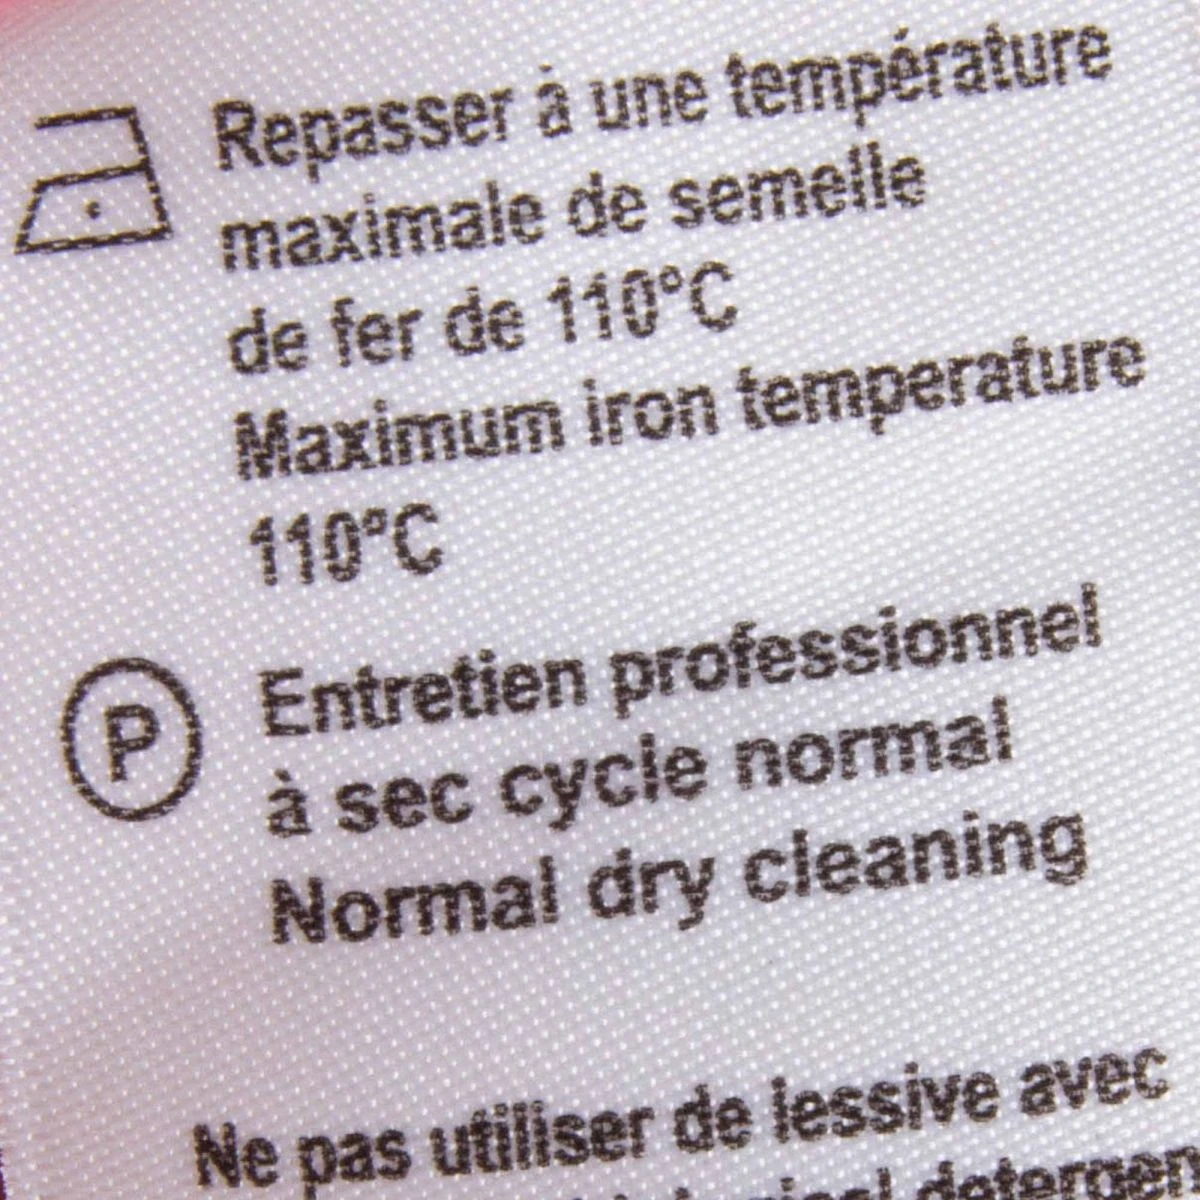 Repasser à une température
maximale de semelle
de fer de 110°C
Maximum iron temperature
110°C
P
Entretien professionnel
à sec cycle normal
Normal dry cleaning
Ne pas utiliser de lessive avec